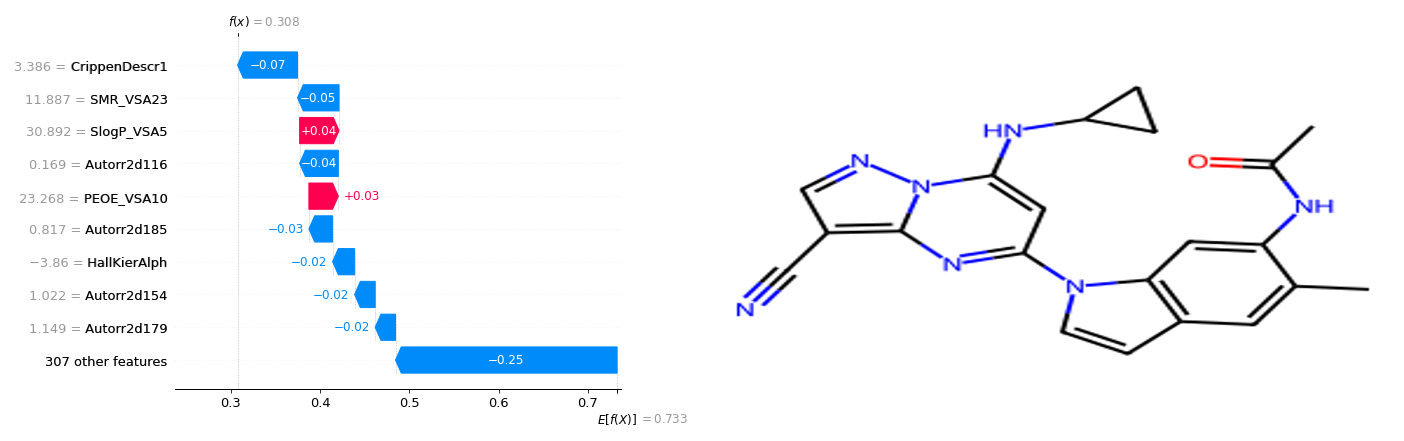 f(x) = 0.308
3.386 = CrippenDescr1
−0.07
11.887 = SMR_VSA23
−0.05
30.892 = SlogP_VSA5
+0.04
0.169 = Autorr2d116
−0.04
23.268 = PEOE_VSA10
+0.03
0.817 = Autorr2d185
−0.03
−3.86 = HallKierAlph
−0.02
1.022 = Autorr2d154
−0.02
1.149 = Autorr2d179
−0.02
307 other features
−0.25
0.3 0.4 0.5 0.6 0.7
E[f(X)] = 0.733
HN
N
N
O
NH
N
N
N